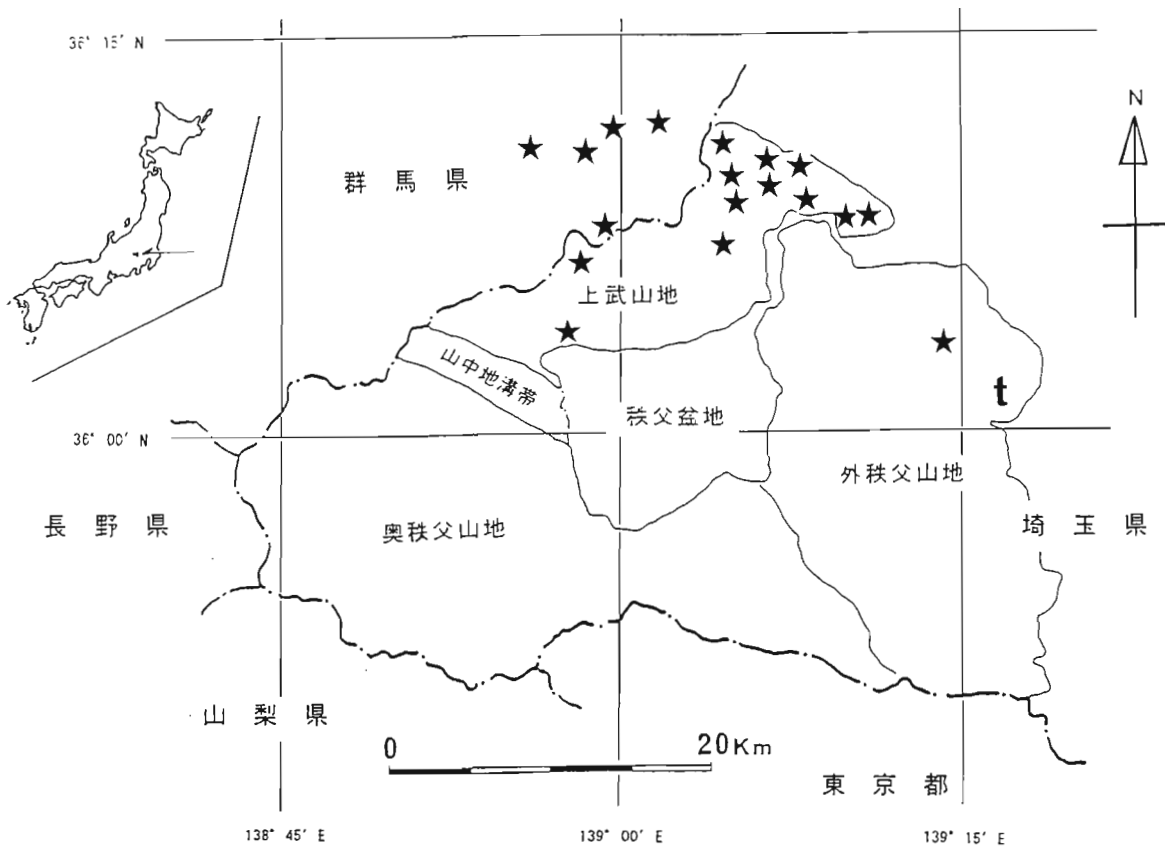 36° 15' N
N
群馬県
上武山地
山中地溝帯
t
秩父盆地
36° 00' N
外秩父山地
長野県
奥秩父山地
埼玉県
山梨県
0 20Km
東京都
138° 45' E 139° 00' E 139° 15' E